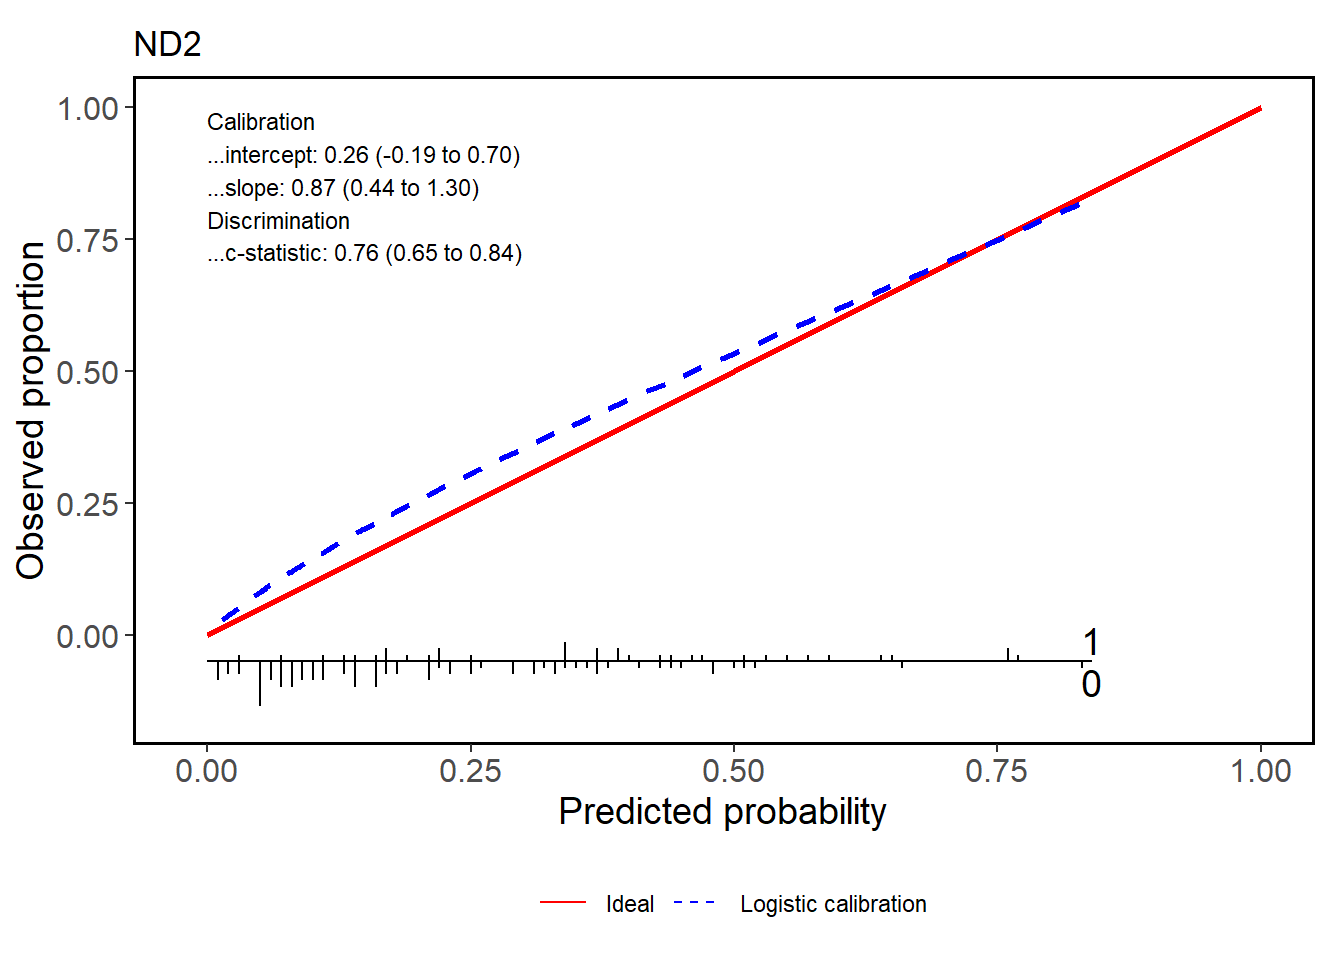 ND2
Calibration
...intercept: 0.26 (-0.19 to 0.70)
...slope: 0.87 (0.44 to 1.30)
Discrimination
...c-statistic: 0.76 (0.65 to 0.84)
Observed proportion
1.00
0.75
0.50
0.25
0.00
1
0
0.00 0.25 0.50 0.75 1.00
Predicted probability
Ideal Logistic calibration